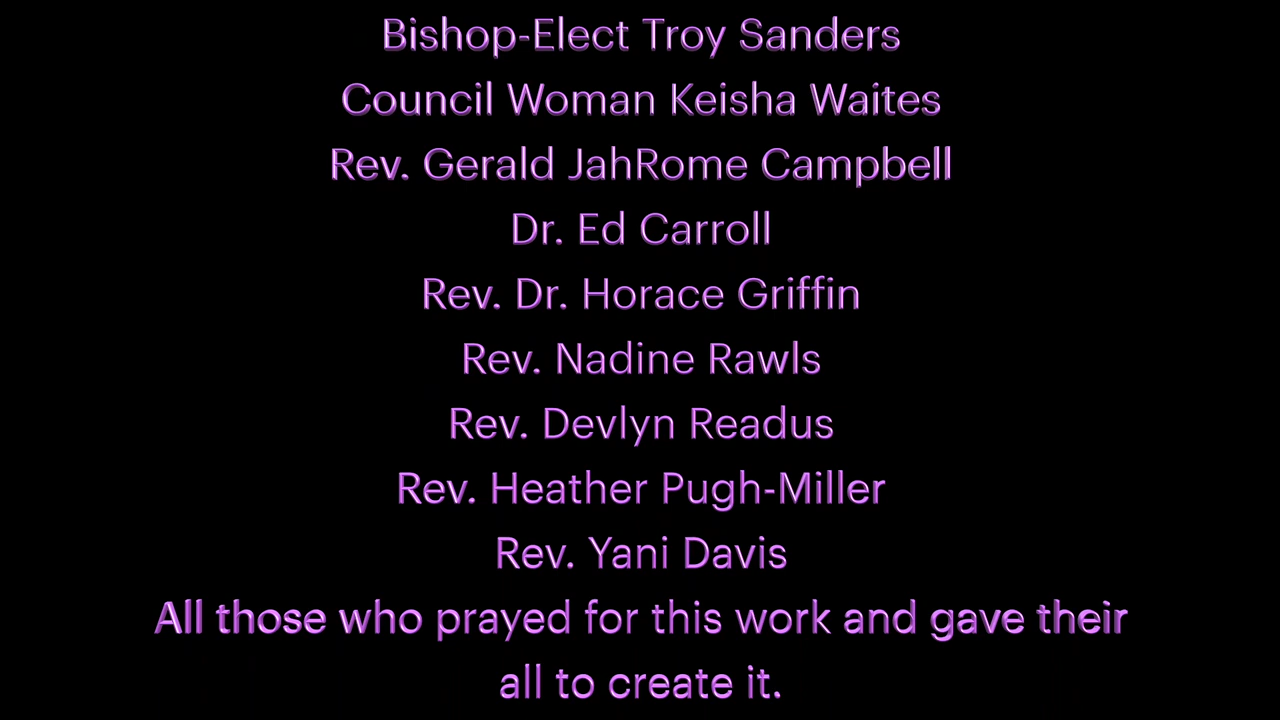 Bishop-Elect Troy Sanders
Council Woman Keisha Waites
Rev. Gerald JahRome Campbell
Dr. Ed Carroll
Rev. Dr. Horace Griffin
Rev. Nadine Rawls
Rev. Devlyn Readus
Rev. Heather Pugh-Miller
Rev. Yani Davis
All those who prayed for this work and gave their
all to create it.